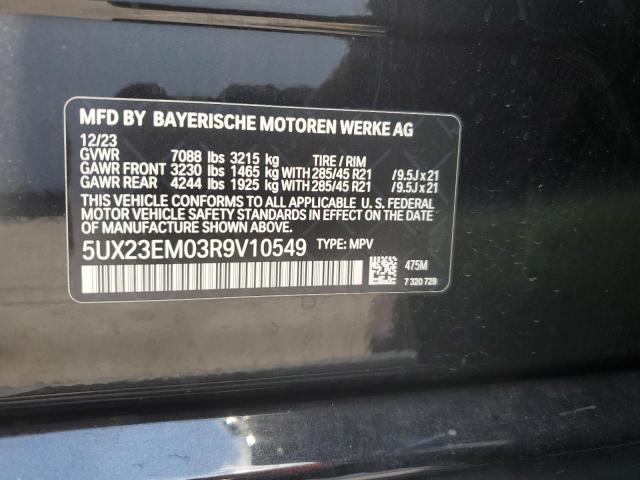 MFD BY BAYERISCHE MOTOREN WERKE AG
12/23
GVWR 7088 lbs 3215 kg TIRE / RIM
GAWR FRONT 3230 lbs 1465 kg WITH 285/45 R21 /9.5J x 21
GAWR REAR 4244 lbs 1925 kg WITH 285/45 R21 /9.5J x 21
THIS VEHICLE CONFORMS TO ALL APPLICABLE U. S. FEDERAL
MOTOR VEHICLE SAFETY STANDARDS IN EFFECT ON THE DATE
OF MANUFACTURE SHOWN ABOVE.
5UX23EM03R9V10549 TYPE: MPV
475M
7 320 729